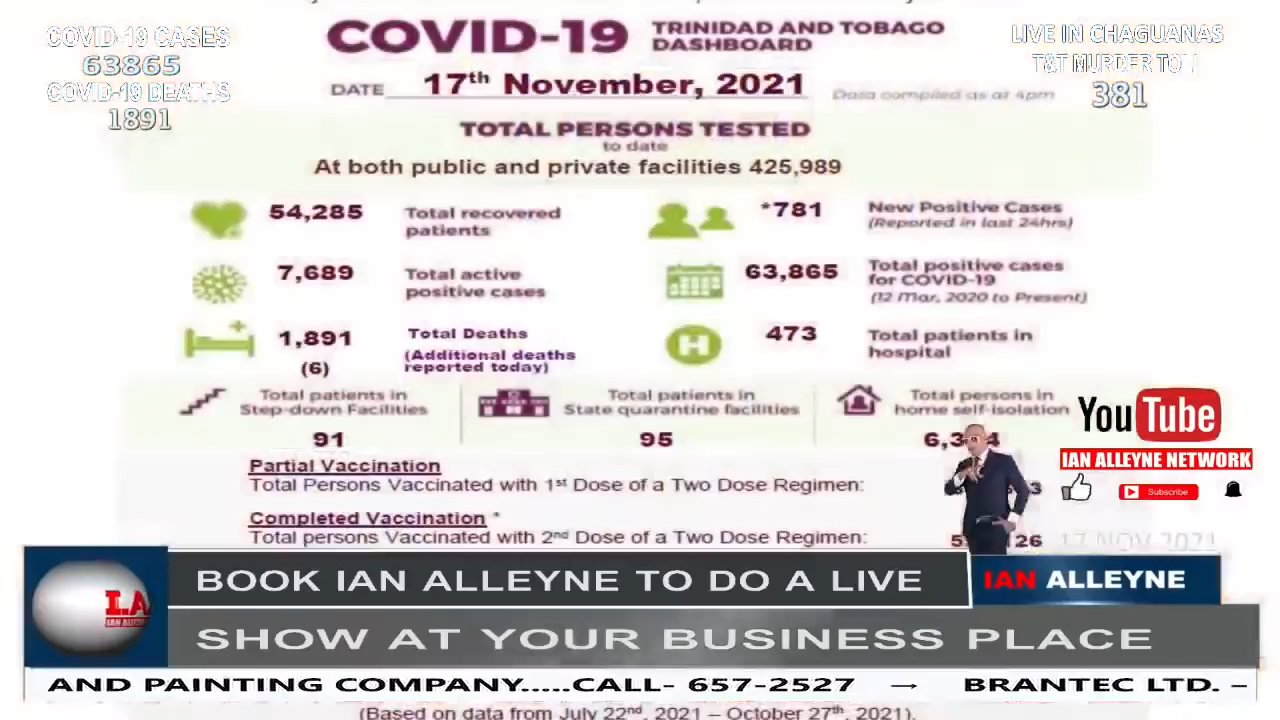 COVID-19 CASES
63865
COVID-19 DEATHS
1891
COVID-19
TRINIDAD AND TOBAGO
DASHBOARD
LIVE IN CHAGUANAS
T&T MURDER TOLL
381
DATE 17th November, 2021
Data compiled as at 4pm
TOTAL PERSONS TESTED
to date
At both public and private facilities 425,989
54,285 Total recovered
patients
*781 New Positive Cases
(Reported in last 24hrs)
7,689 Total active
positive cases
63,865 Total positive cases
for COVID-19
(12 Mar, 2020 to Present)
1,891 Total Deaths
(6) (Additional deaths
reported today)
H
473 Total patients in
hospital
Total patients in
Step-down Facilities
91
Total patients in
State quarantine facilities
95
Total persons in
home self-isolation
YouTube
IAN ALLEYNE NETWORK
Subscribe
Partial Vaccination
Total Persons Vaccinated with 1st Dose of a Two Dose Regimen:
Completed Vaccination *
Total persons Vaccinated with 2nd Dose of a Two Dose Regimen:
17 NOV 2021
I.A
IAN ALLEYNE
BOOK IAN ALLEYNE TO DO A LIVE
IAN ALLEYNE
SHOW AT YOUR BUSINESS PLACE
AND PAINTING COMPANY.....CALL- 657-2527 → BRANTEC LTD. –
(Based on data from July 22nd, 2021 – October 27th, 2021).